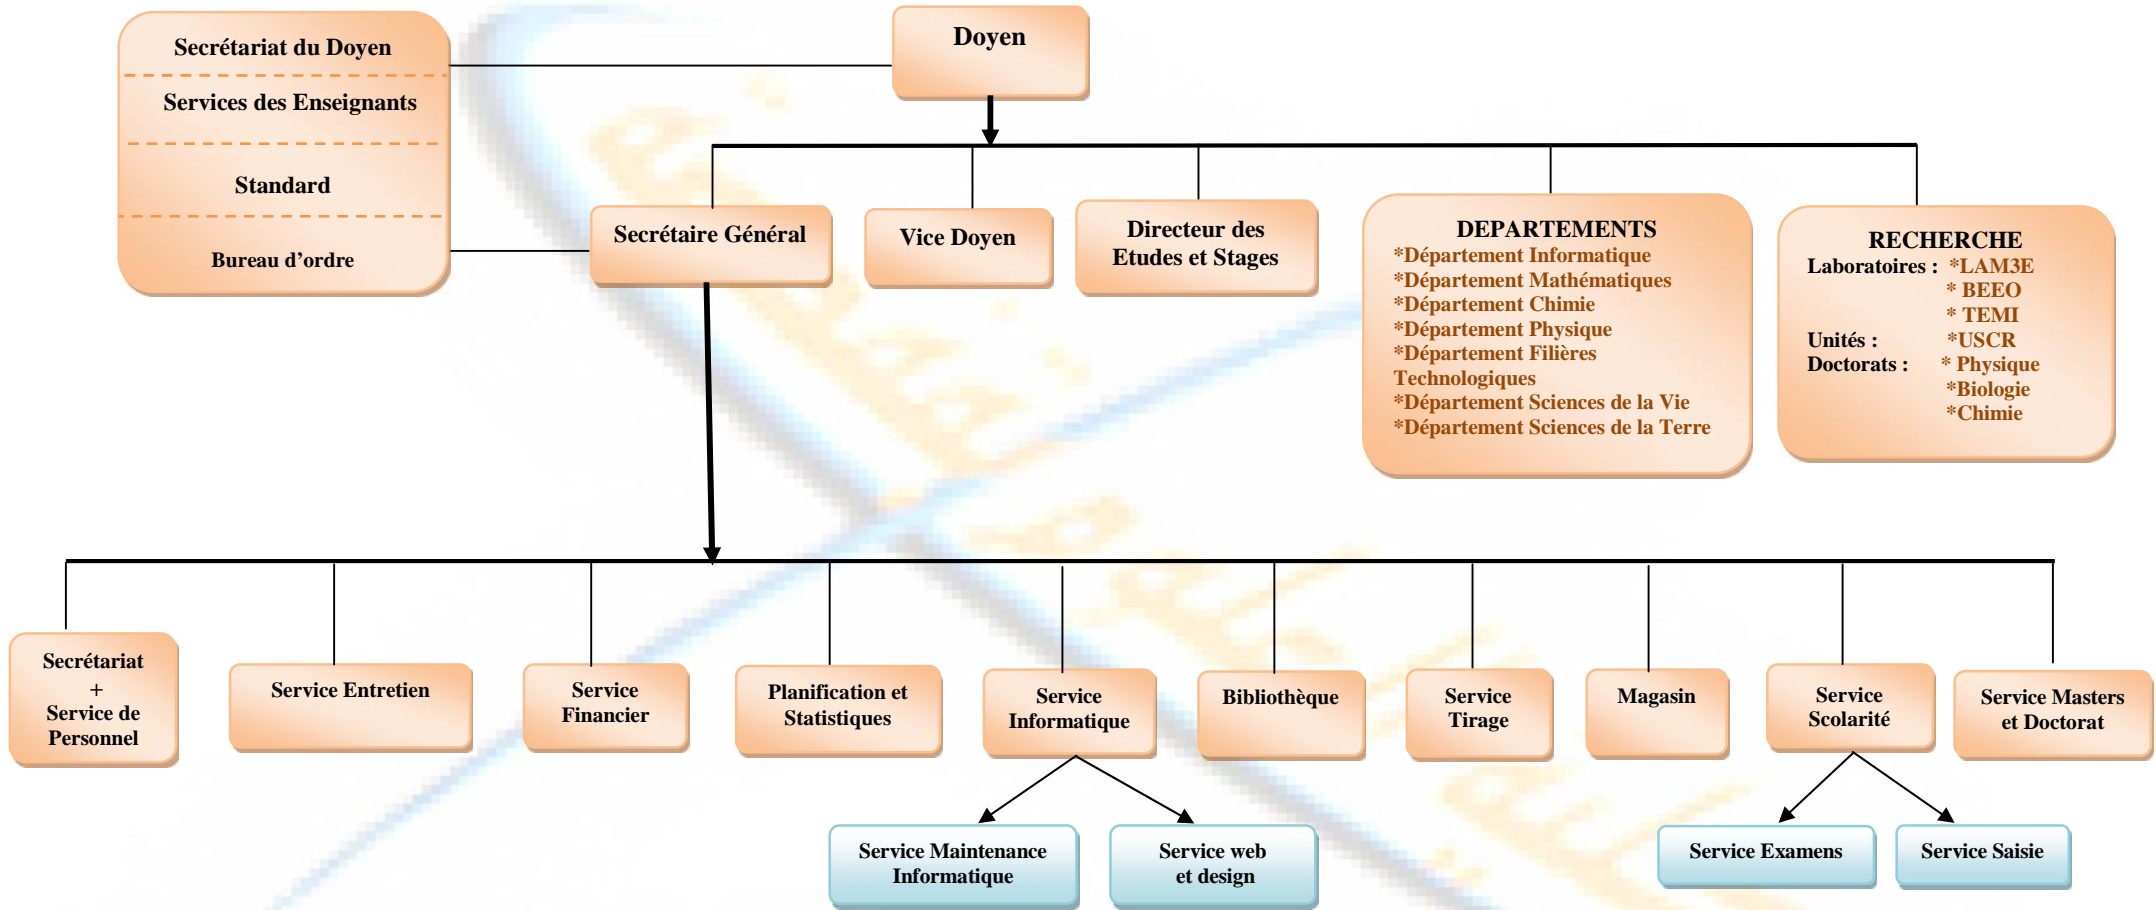 Secrétariat du Doyen
Services des Enseignants
Standard
Bureau d'ordre
Doyen
Secrétaire Général
Vice Doyen
Directeur des
Etudes et Stages
DEPARTEMENTS
*Département Informatique
*Département Mathématiques
*Département Chimie
*Département Physique
*Département Filières
Technologiques
*Département Sciences de la Vie
*Département Sciences de la Terre
RECHERCHE
Laboratoires : *LAM3E
* BEEO
* TEMI
Unités : *USCR
Doctorats : * Physique
*Biologie
*Chimie
Secrétariat
+
Service de
Personnel
Service Entretien
Service
Financier
Planification et
Statistiques
Service
Informatique
Bibliothèque
Service
Tirage
Magasin
Service
Scolarité
Service Masters
et Doctorat
Service Maintenance
Informatique
Service web
et design
Service Examens
Service Saisie